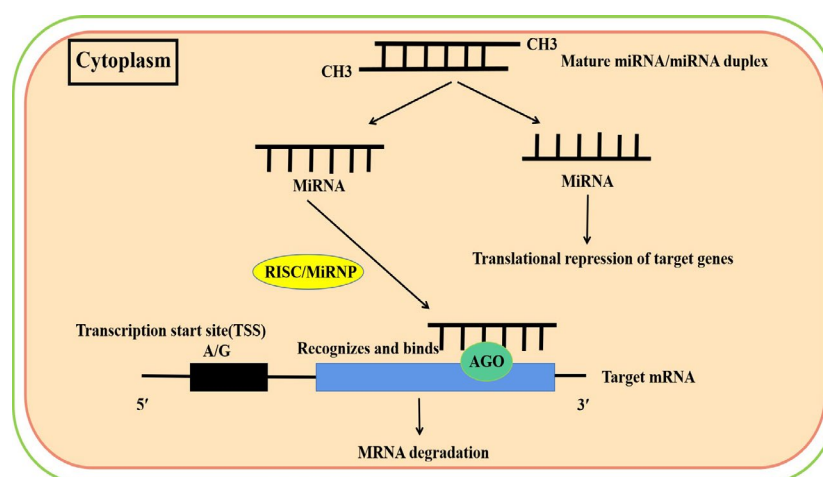 Cytoplasm
CH3
CH3
Mature miRNA/miRNA duplex
MiRNA
MiRNA
Translational repression of target genes
RISC/MiRNP
Transcription start site(TSS)
A/G
Recognizes and binds
AGO
Target mRNA
5'
3'
MRNA degradation